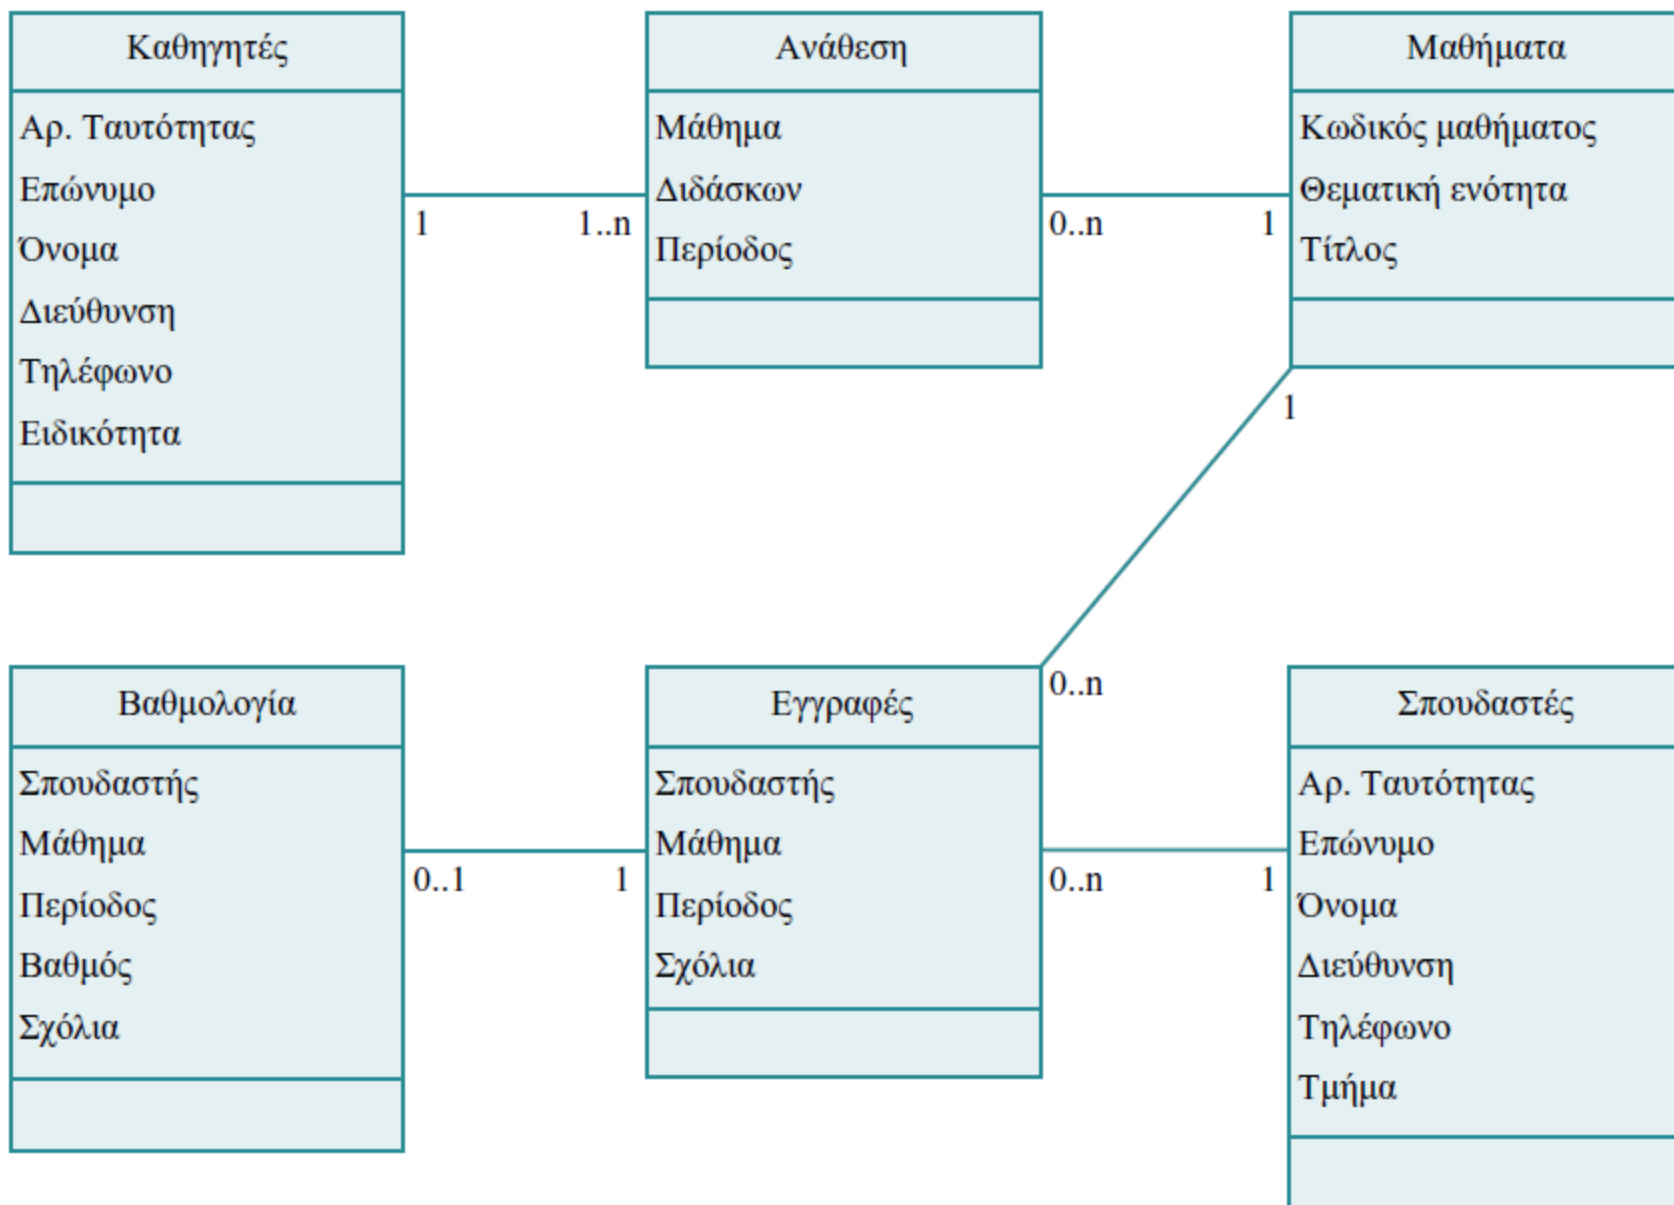 Καθηγητές
Αρ. Ταυτότητας
Επώνυμο
Όνομα
Διεύθυνση
Τηλέφωνο
Ειδικότητα
1
1..n
Ανάθεση
Μάθημα
Διδάσκων
Περίοδος
0..n
1
Μαθήματα
Κωδικός μαθήματος
Θεματική ενότητα
Τίτλος
1
0..n
Βαθμολογία
Σπουδαστής
Μάθημα
Περίοδος
Βαθμός
Σχόλια
0..1
1
Εγγραφές
Σπουδαστής
Μάθημα
Περίοδος
Σχόλια
0..n
1
Σπουδαστές
Αρ. Ταυτότητας
Επώνυμο
Όνομα
Διεύθυνση
Τηλέφωνο
Τμήμα